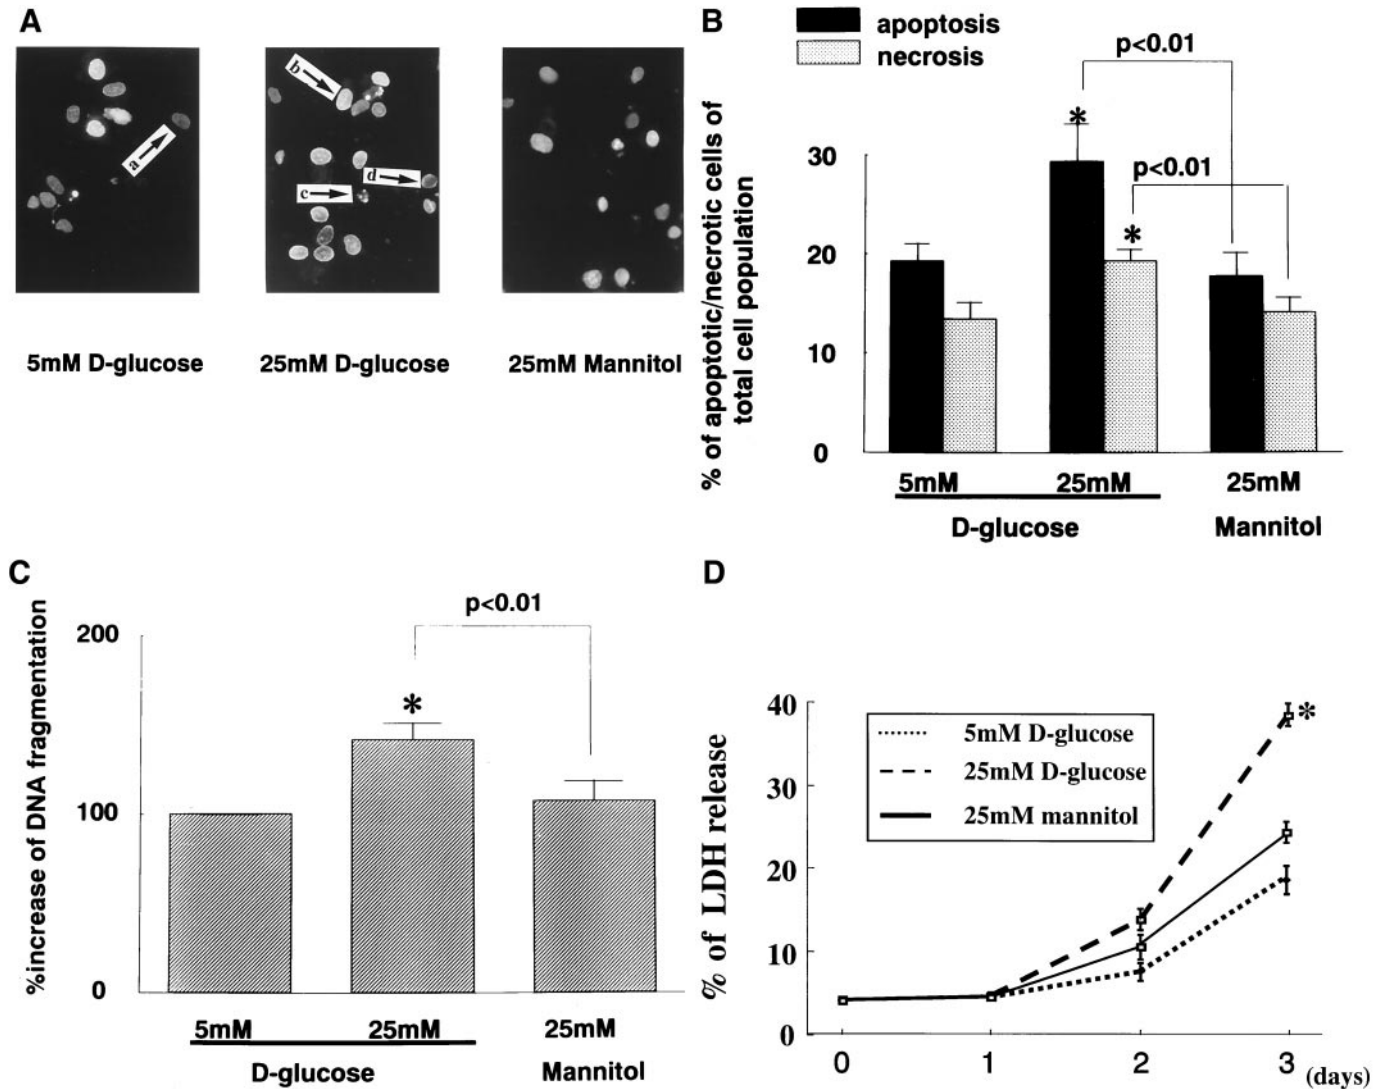 A
a
b
c
d
5mM D-glucose
25mM D-glucose
25mM Mannitol
B
apoptosis
necrosis
% of apoptotic/necrotic cells of
total cell population
30
20
10
0
p<0.01
p<0.01
*
*
5mM
25mM
25mM
D-glucose
Mannitol
C
%increase of DNA fragmentation
200
100
0
p<0.01
*
5mM
25mM
25mM
D-glucose
Mannitol
D
% of LDH release
40
30
20
10
0
5mM D-glucose
25mM D-glucose
25mM mannitol
*
0
1
2
3
(days)